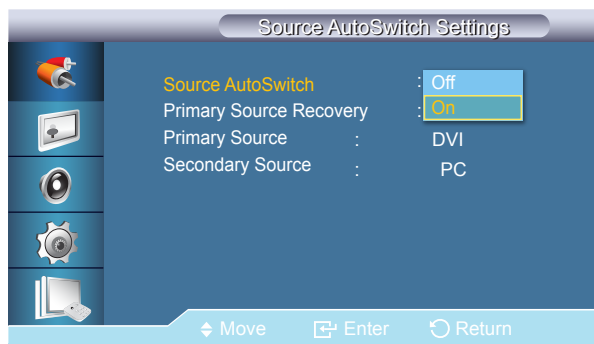 Source AutoSwitch Settings
Source AutoSwitch : Off
Primary Source Recovery : On
Primary Source : DVI
Secondary Source : PC
Move Enter Return